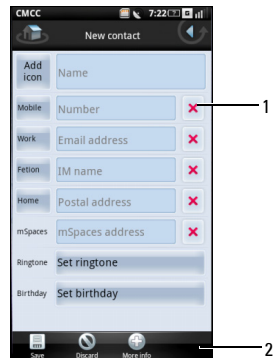 CMCC 7:22
New contact
Add icon Name
Mobile Number 1
Work Email address
Fetion IM name
Home Postal address
mSpaces mSpaces address
Ringtone Set ringtone
Birthday Set birthday
Save Discard More info 2